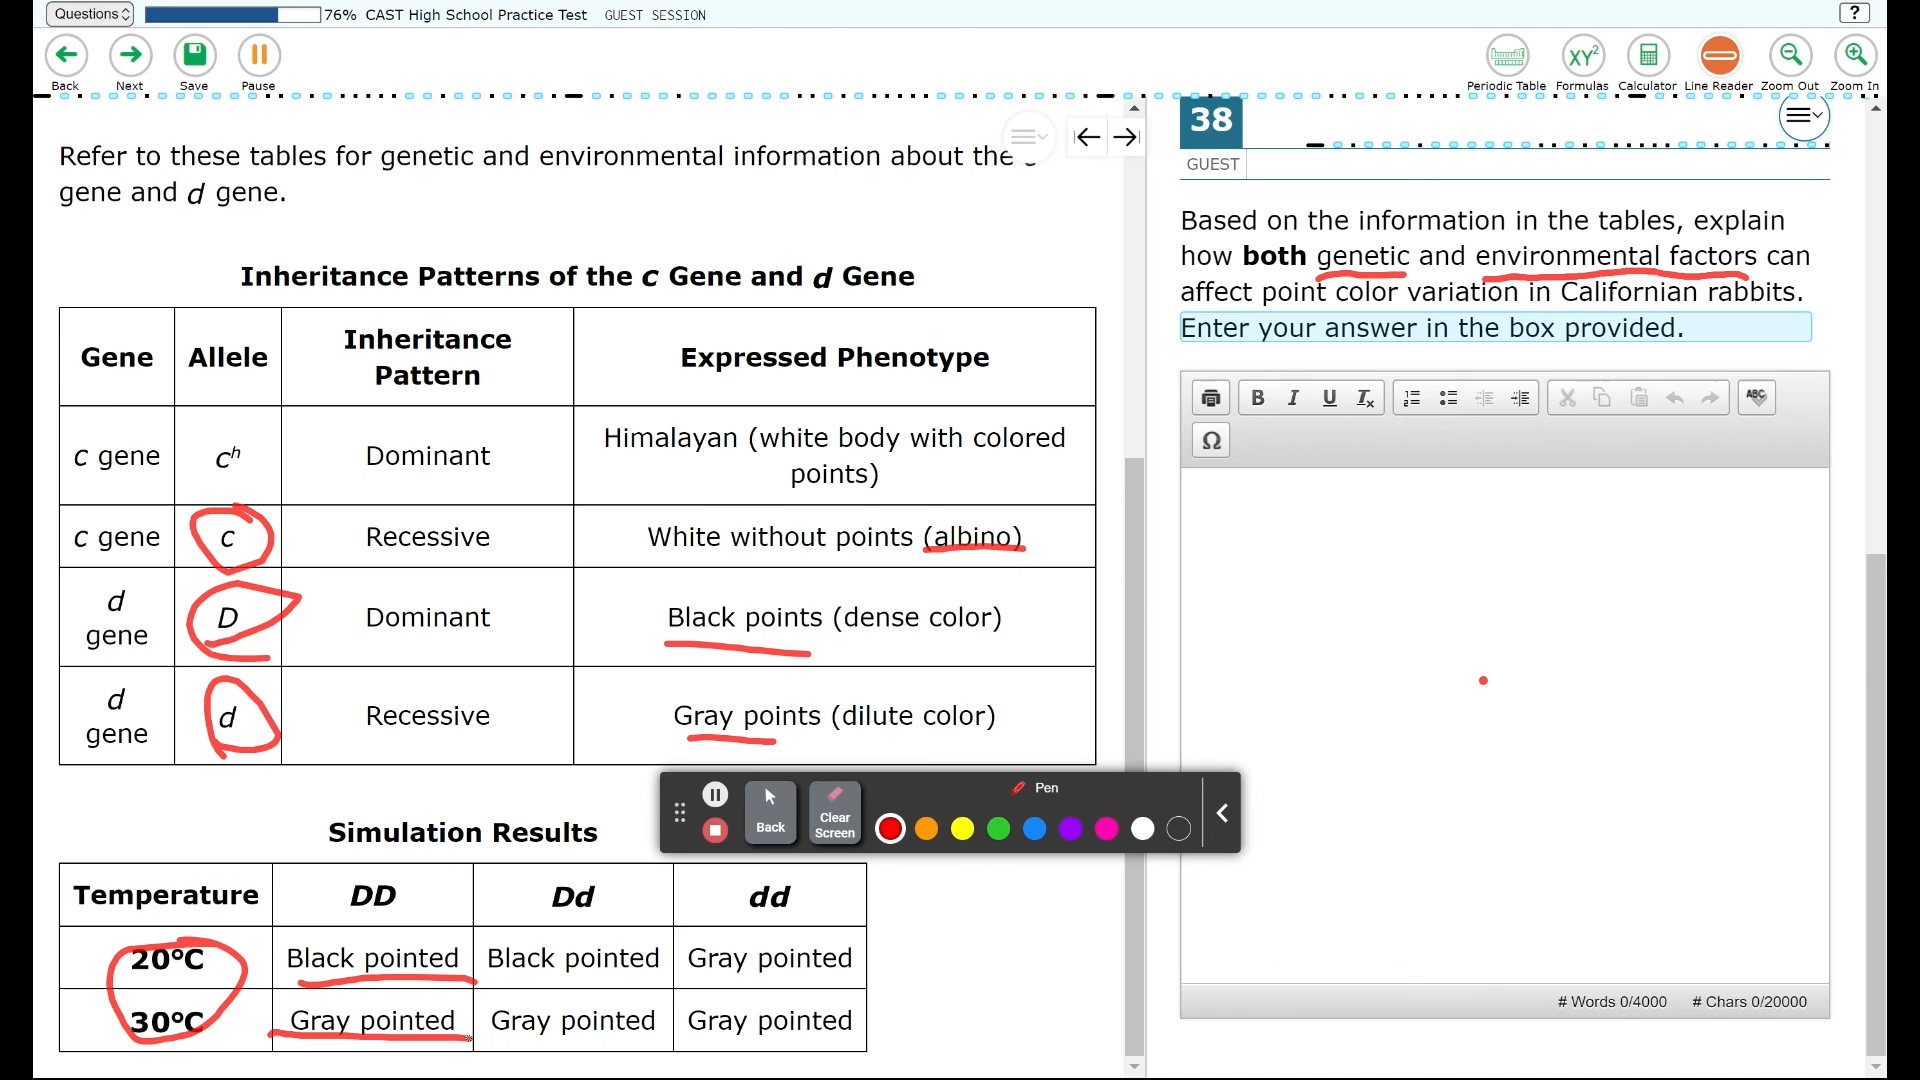 Questions 76% CAST High School Practice Test GUEST SESSION ?
Back Next Save Pause Periodic Table Formulas Calculator Line Reader Zoom Out Zoom In
XY²
Refer to these tables for genetic and environmental information about the
gene and d gene.
Inheritance Patterns of the c Gene and d Gene
Gene Allele Inheritance Pattern Expressed Phenotype
c gene cʰ Dominant Himalayan (white body with colored
points)
c gene c Recessive White without points (albino)
d gene D Dominant Black points (dense color)
d gene d Recessive Gray points (dilute color)
Simulation Results
Temperature DD Dd dd
20°C Black pointed Black pointed Gray pointed
30°C Gray pointed Gray pointed Gray pointed
Pen
Back Clear Screen
38
GUEST
Based on the information in the tables, explain
how both genetic and environmental factors can
affect point color variation in Californian rabbits.
Enter your answer in the box provided.
B I U Tx ABC
Ω
# Words 0/4000 # Chars 0/20000